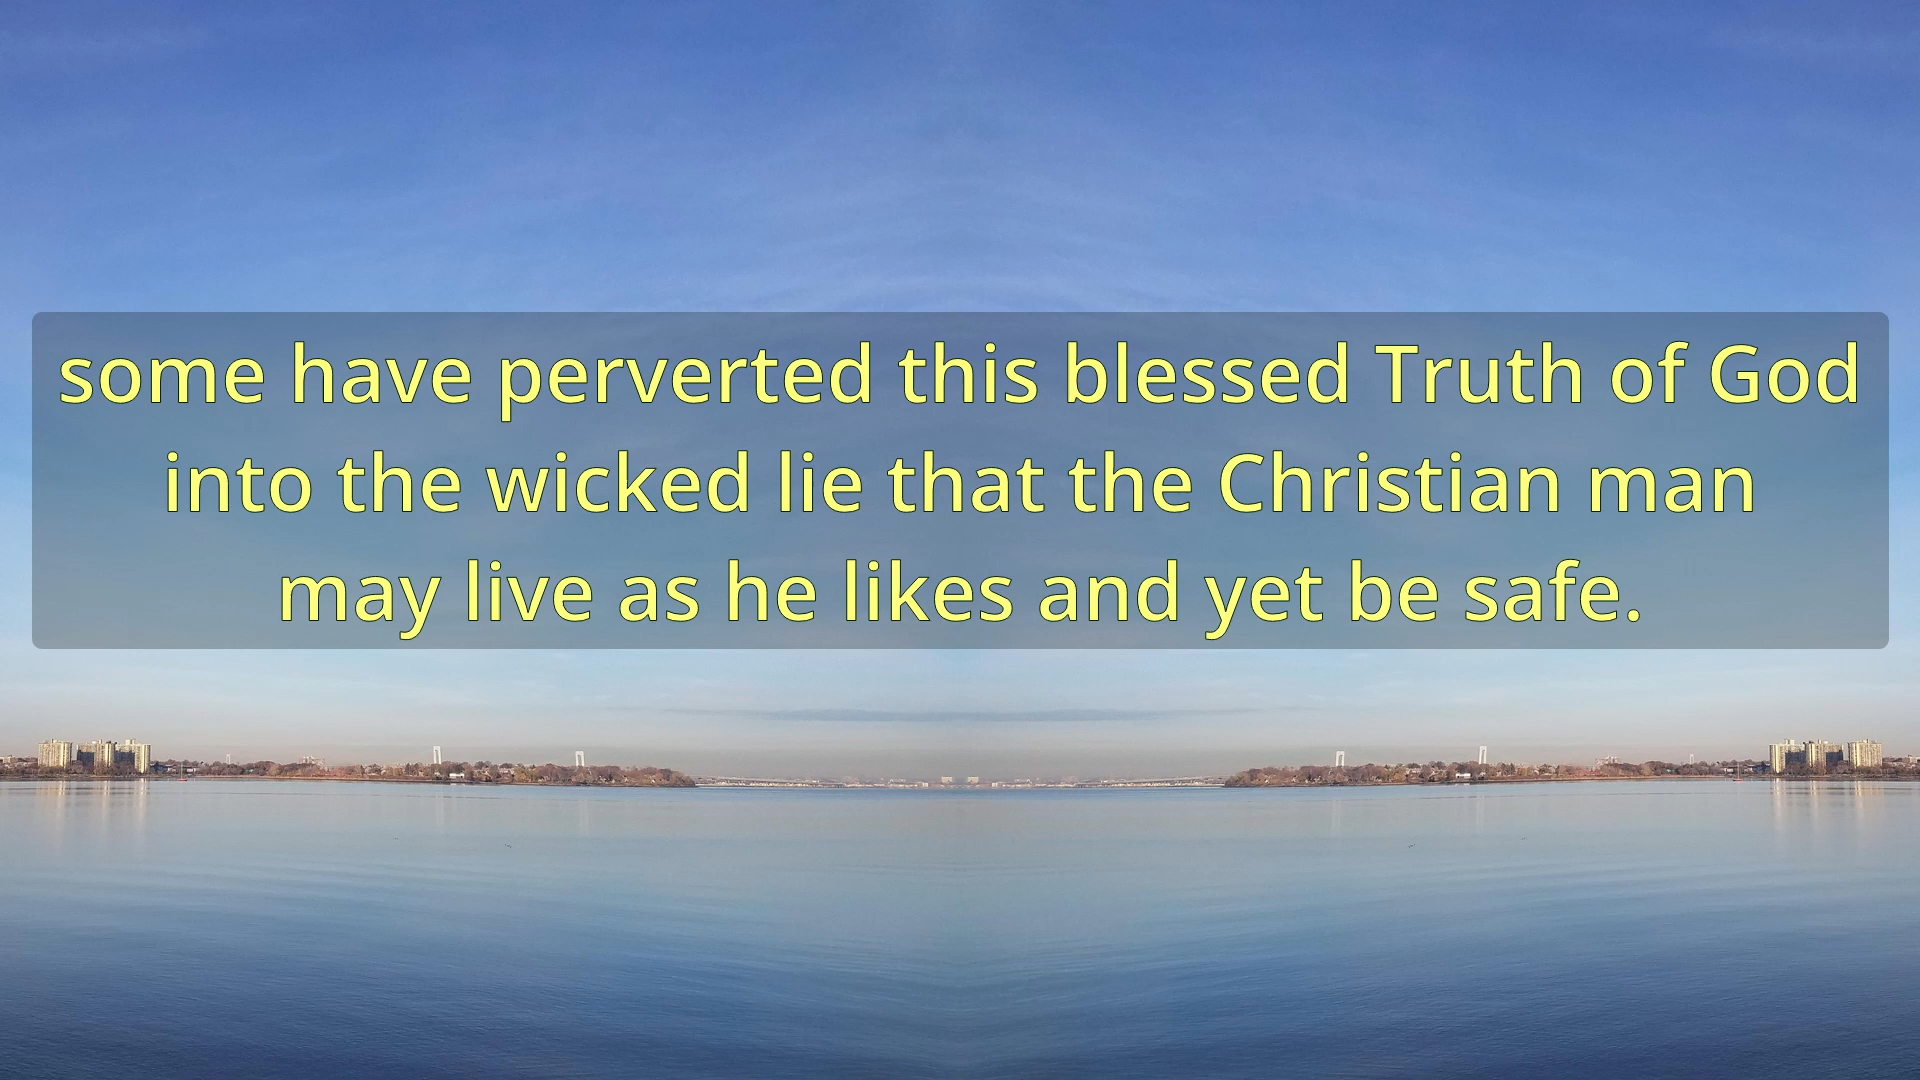 some have perverted this blessed Truth of God
into the wicked lie that the Christian man
may live as he likes and yet be safe.